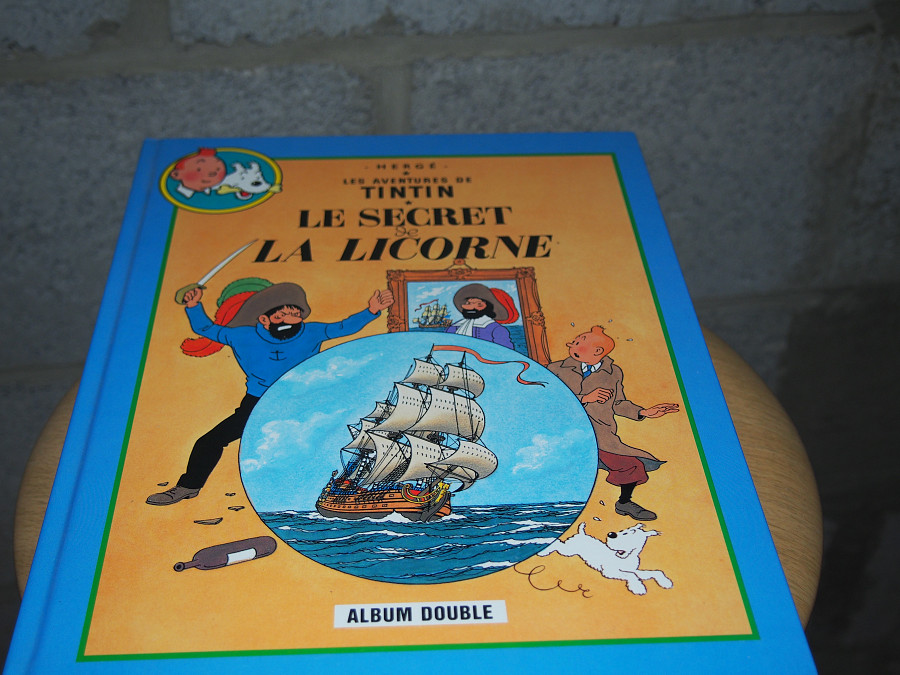 HERGÉ
LES AVENTURES DE
TINTIN
LE SECRET
de
LA LICORNE
ALBUM DOUBLE